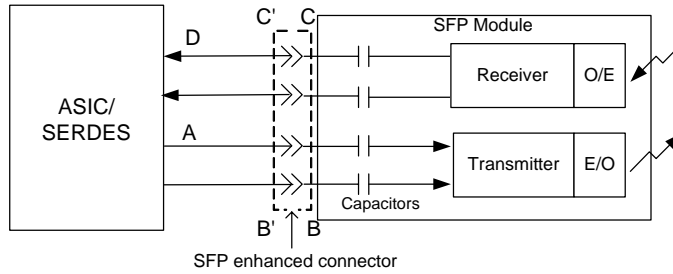 D
C' C
SFP Module
ASIC/
SERDES
Receiver
O/E
A
Transmitter
E/O
Capacitors
B' B
SFP enhanced connector